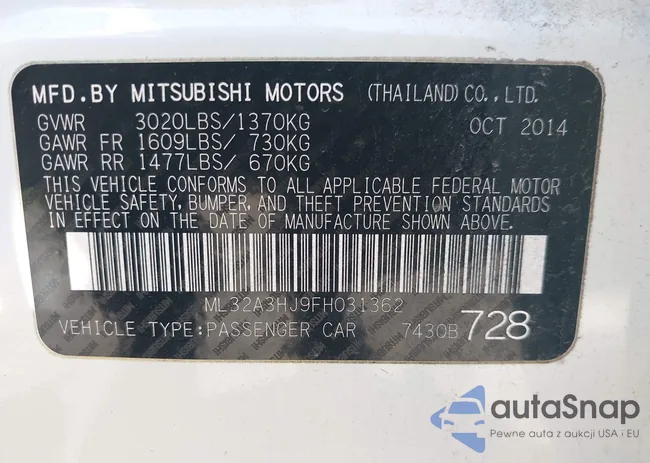 MFD.BY MITSUBISHI MOTORS (THAILAND) CO.,LTD.
GVWR 3020LBS/1370KG OCT 2014
GAWR FR 1609LBS/ 730KG
GAWR RR 1477LBS/ 670KG
THIS VEHICLE CONFORMS TO ALL APPLICABLE FEDERAL MOTOR
VEHICLE SAFETY, BUMPER, AND THEFT PREVENTION STANDARDS
IN EFFECT ON THE DATE OF MANUFACTURE SHOWN ABOVE.
ML32A3HJ9FH031362
VEHICLE TYPE:PASSENGER CAR 7430B 728
autaSnap
Pewne auta z aukcji USA i EU